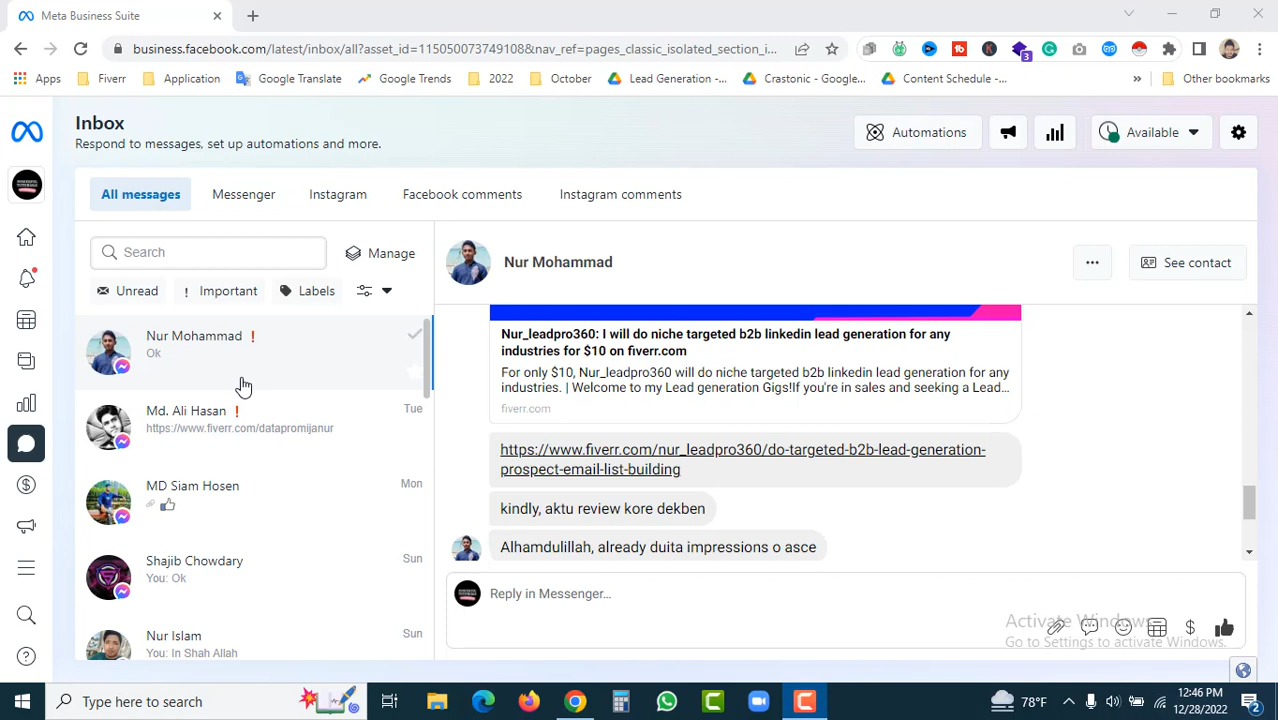 Meta Business Suite
business.facebook.com/latest/inbox/all?asset_id=115050073749108&nav_ref=pages_classic_isolated_section_i...
3
Apps
Fiverr
Application
Google Translate
Google Trends
2022
October
Lead Generation -...
Crastonic - Google...
Content Schedule -...
Other bookmarks
Inbox
Respond to messages, set up automations and more.
Automations
Available
All messages
Messenger
Instagram
Facebook comments
Instagram comments
Search
Manage
Unread
Important
Labels
Nur Mohammad
Ok
Md. Ali Hasan
Tue
https://www.fiverr.com/datapromijanur
MD Siam Hosen
Mon
Shajib Chowdary
Sun
You: Ok
Nur Islam
Sun
You: In Shah Allah
Nur Mohammad
See contact
Nur_leadpro360: I will do niche targeted b2b linkedin lead generation for any
industries for $10 on fiverr.com
For only $10, Nur_leadpro360 will do niche targeted b2b linkedin lead generation for any
industries. | Welcome to my Lead generation Gigs!If you're in sales and seeking a Lead...
fiverr.com
https://www.fiverr.com/nur_leadpro360/do-targeted-b2b-lead-generation-
prospect-email-list-building
kindly, aktu review kore dekben
Alhamdulillah, already duita impressions o asce
Reply in Messenger...
Activate Windows
Go to Settings to activate Windows.
Type here to search
78°F
12:46 PM
12/28/2022
2